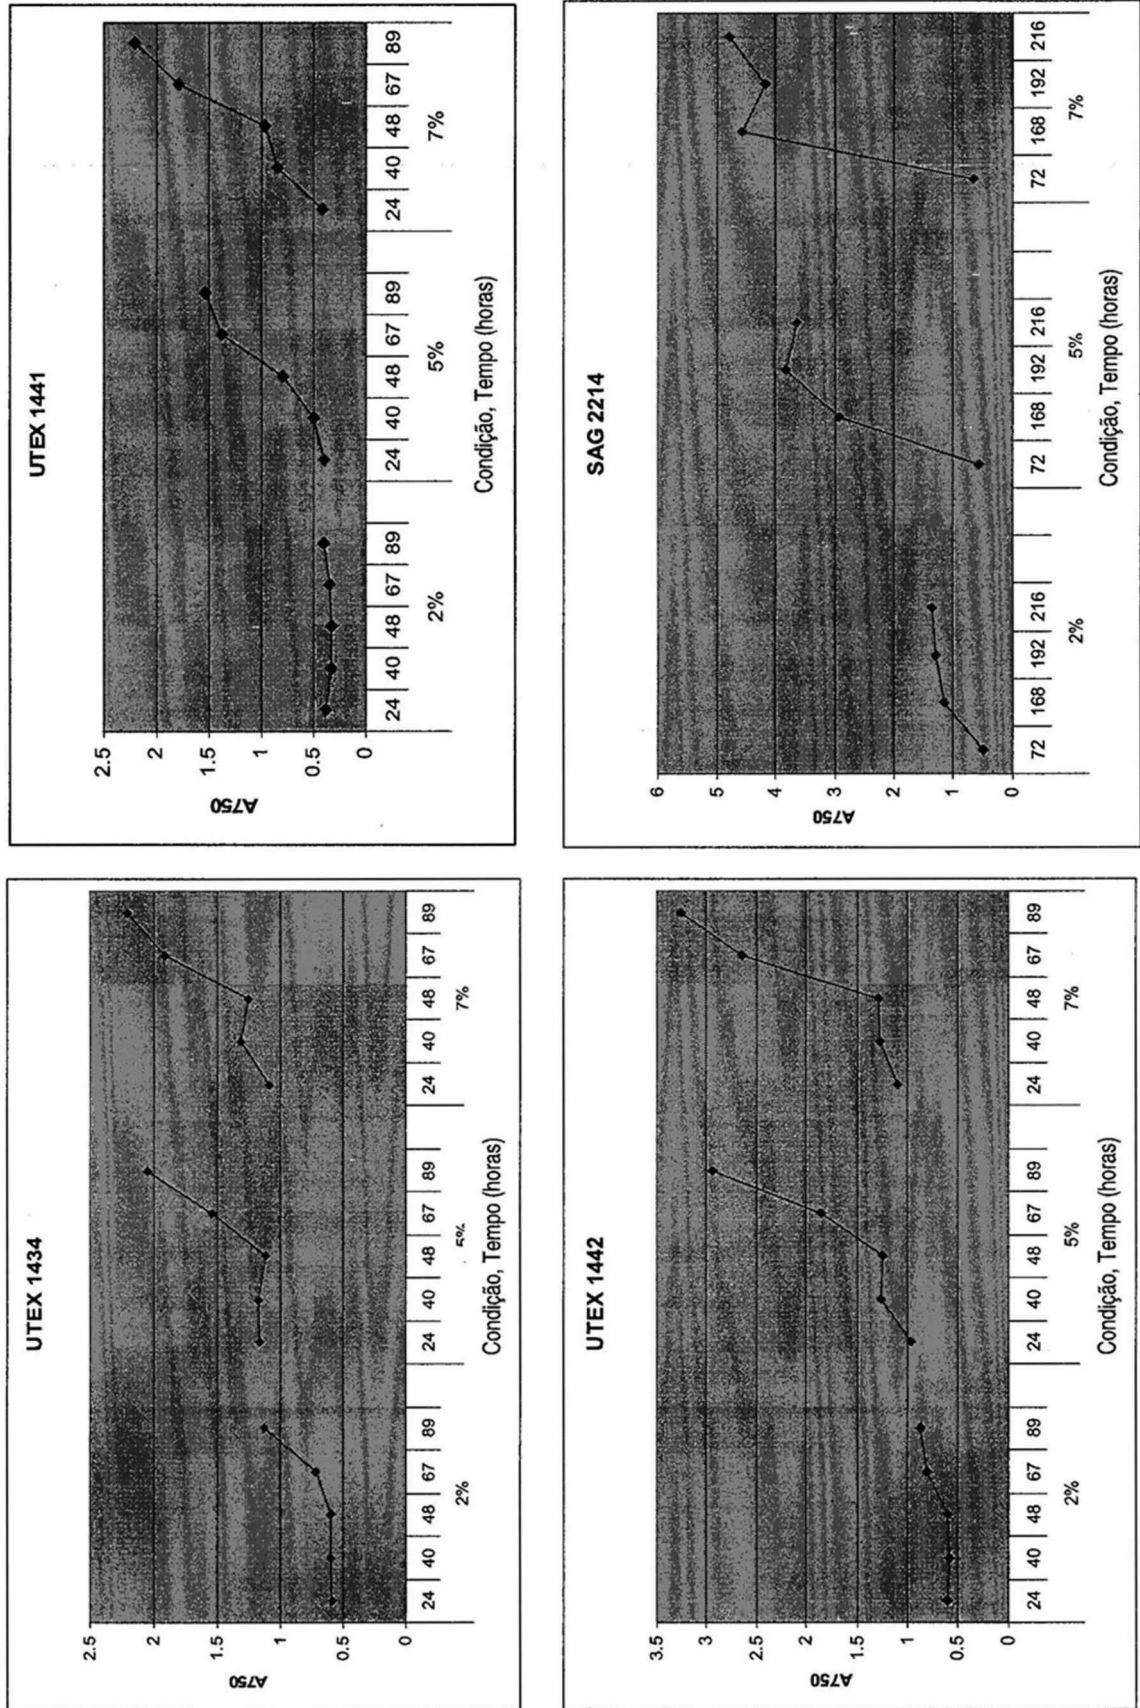 UTEX 1434
A750
2.5
2
1.5
1
0.5
0
24 40 48 67 89 24 40 48 67 89 24 40 48 67 89
2% 5% 7%
Condição, Tempo (horas)
UTEX 1441
A750
2.5
2
1.5
1
0.5
0
24 40 48 67 89 24 40 48 67 89 24 40 48 67 89
2% 5% 7%
Condição, Tempo (horas)
UTEX 1442
A750
3.5
3
2.5
2
1.5
1
0.5
0
24 40 48 67 89 24 40 48 67 89 24 40 48 67 89
2% 5% 7%
Condição, Tempo (horas)
SAG 2214
A750
6
5
4
3
2
1
0
72 168 192 216 72 168 192 216 72 168 192 216
2% 5% 7%
Condição, Tempo (horas)